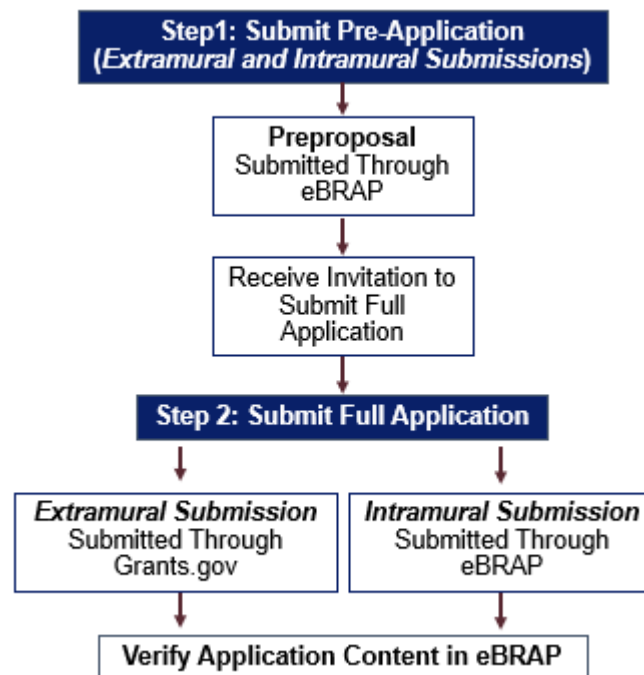 Step1: Submit Pre-Application
(Extramural and Intramural Submissions)
Preproposal
Submitted Through
eBRAP
Receive Invitation to
Submit Full
Application
Step 2: Submit Full Application
Extramural Submission
Submitted Through
Grants.gov
Intramural Submission
Submitted Through
eBRAP
Verify Application Content in eBRAP